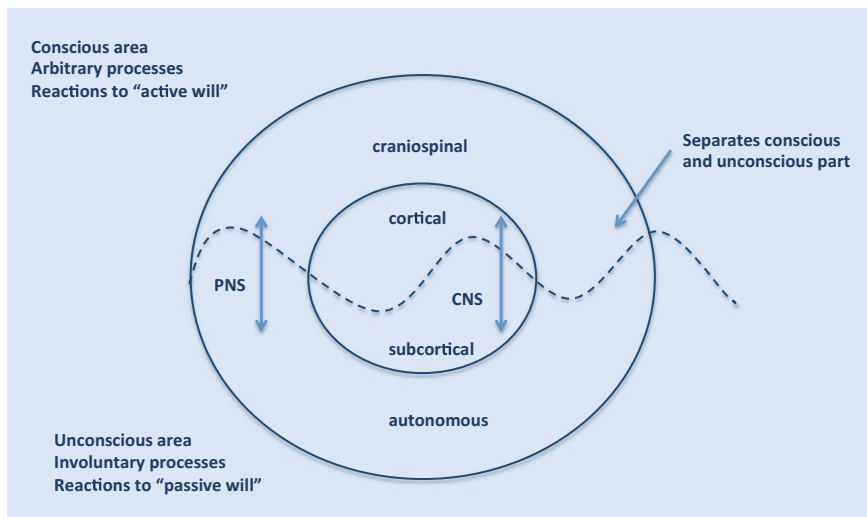 Conscious area
Arbitrary processes
Reactions to “active will”
craniospinal
Separates conscious
and unconscious part
cortical
PNS
CNS
subcortical
autonomous
Unconscious area
Involuntary processes
Reactions to “passive will”